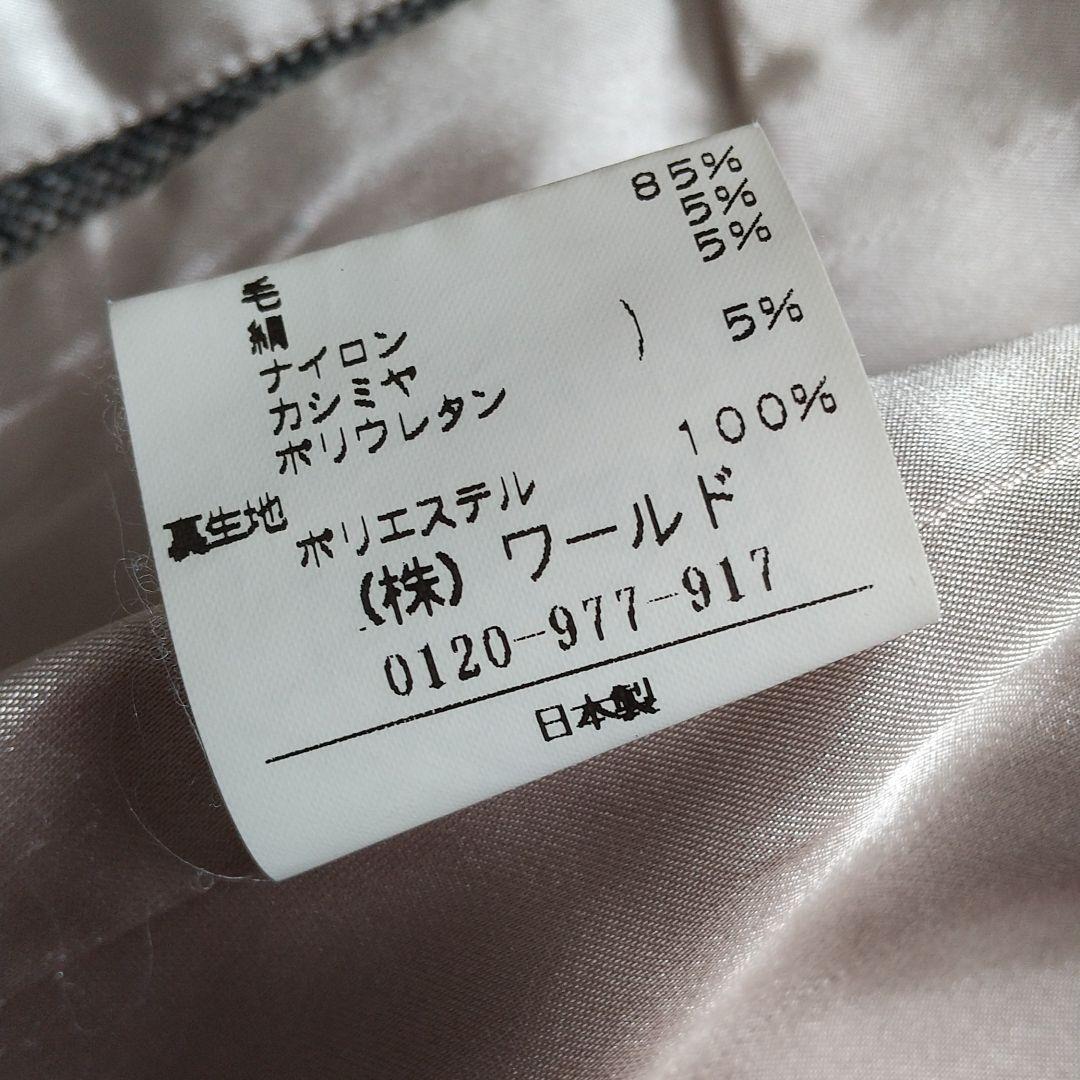 毛 85%
絹 5%
ナイロン 5%
カシミヤ
ポリウレタン ) 5%
裏生地 ポリエステル 100%
(株) ワールド
0120-977-917
日本製